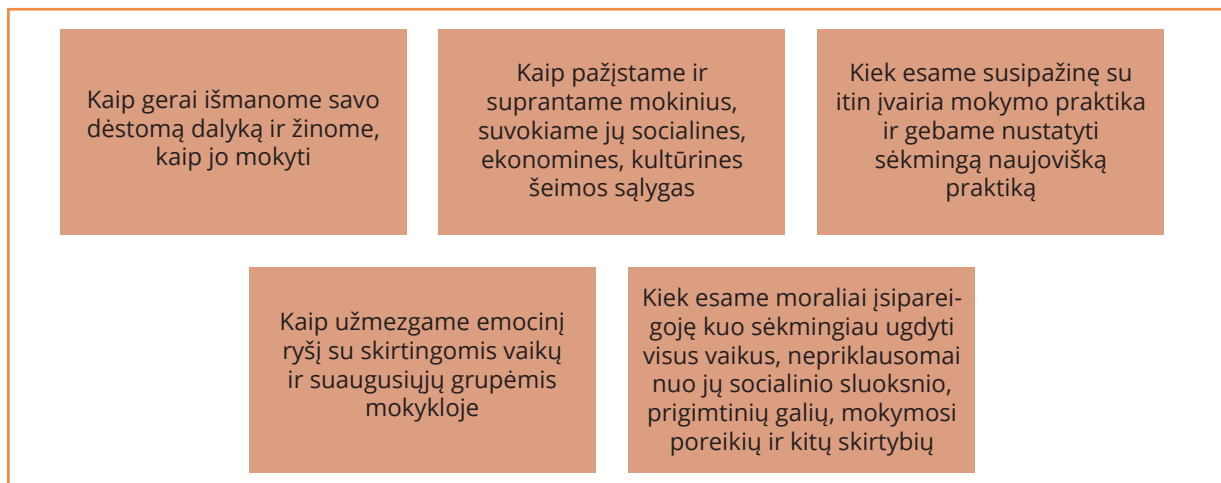 Kaip gerai išmanome savo
dėstomą dalyką ir žinome,
kaip jo mokyti
Kaip pažįstame ir
suprantame mokinius,
suvokiame jų socialines,
ekonomines, kultūrines
šeimos sąlygas
Kiek esame susipažinę su
itin įvairia mokymo praktika
ir gebame nustatyti
sėkmingą naujovišką
praktiką
Kaip užmezgame emocinį
ryšį su skirtingomis vaikų
ir suaugusiųjų grupėmis
mokykloje
Kiek esame moraliai įsiparei-
goję kuo sėkmingiau ugdyti
visus vaikus, nepriklausomai
nuo jų socialinio sluoksnio,
prigimtinių galių, mokymosi
poreikių ir kitų skirtybių